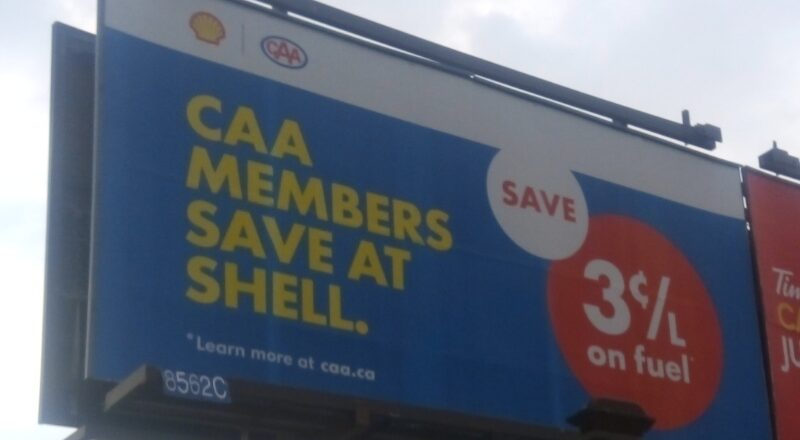 CAA
CAA
MEMBERS
SAVE AT
SHELL.
*Learn more at caa.ca
SAVE
3¢/L
on fuel*
8562C